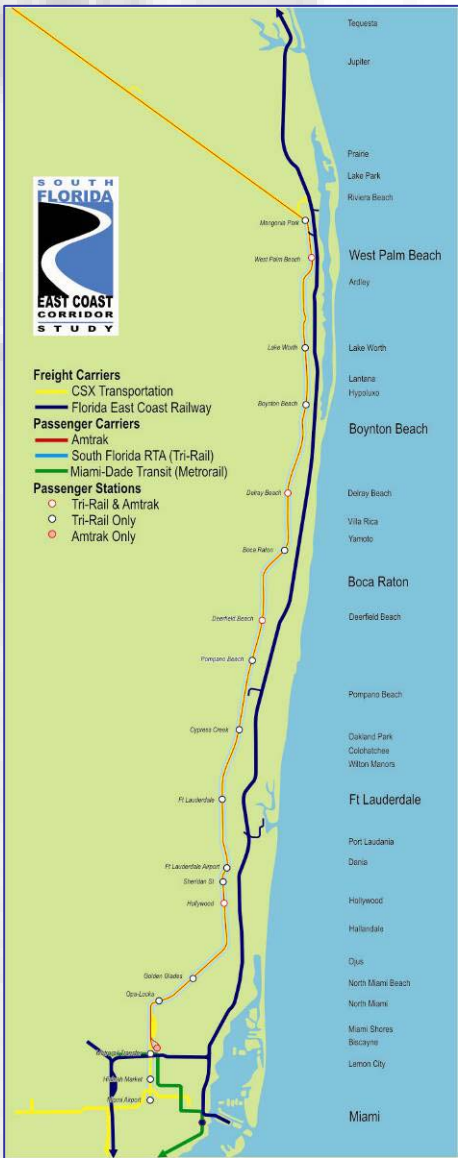 Tequesta
Jupiter
Prairie
Lake Park
Riviera Beach
Mangonia Park
West Palm Beach
West Palm Beach
Ardley
Lake Worth
Lake Worth
Lantana
Hypoluxo
Boynton Beach
Boynton Beach
Delray Beach
Delray Beach
Villa Rica
Yamoto
Boca Raton
Boca Raton
Deerfield Beach
Deerfield Beach
Pompano Beach
Pompano Beach
Cypress Creek
Oakland Park
Colohatchee
Wilton Manors
Ft Lauderdale
Ft Lauderdale
Port Laudania
Ft Lauderdale Airport
Dania
Sheridan St
Hollywood
Hollywood
Hallandale
Ojus
Golden Glades
North Miami Beach
Opa-Locka
North Miami
Miami Shores
Biscayne
Metrorail Transfer
Lemon City
Hialeah Market
Miami Airport
Miami
SOUTH
FLORIDA
EAST COAST
CORRIDOR
STUDY
Freight Carriers
CSX Transportation
Florida East Coast Railway
Passenger Carriers
Amtrak
South Florida RTA (Tri-Rail)
Miami-Dade Transit (Metrorail)
Passenger Stations
Tri-Rail & Amtrak
Tri-Rail Only
Amtrak Only